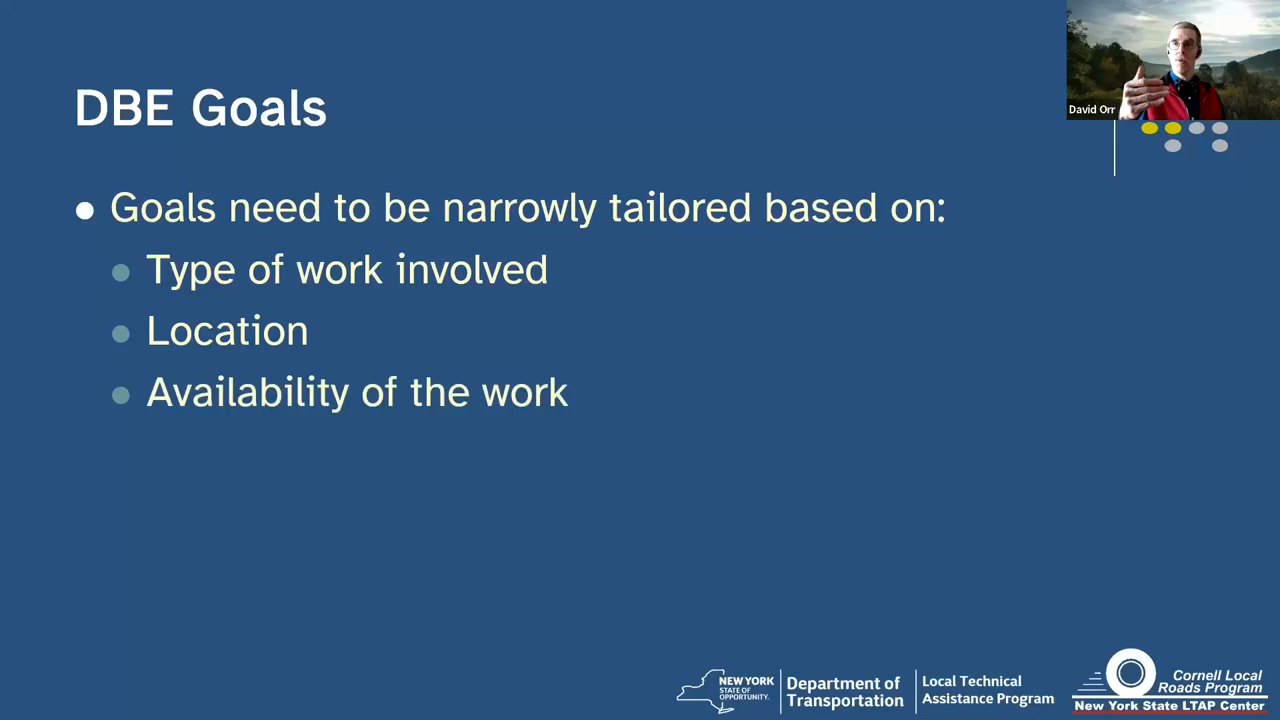 David Orr
DBE Goals
Goals need to be narrowly tailored based on:
Type of work involved
Location
Availability of the work
NEW YORK
STATE OF
OPPORTUNITY.
Department of
Transportation
Local Technical
Assistance Program
Cornell Local
Roads Program
New York State LTAP Center